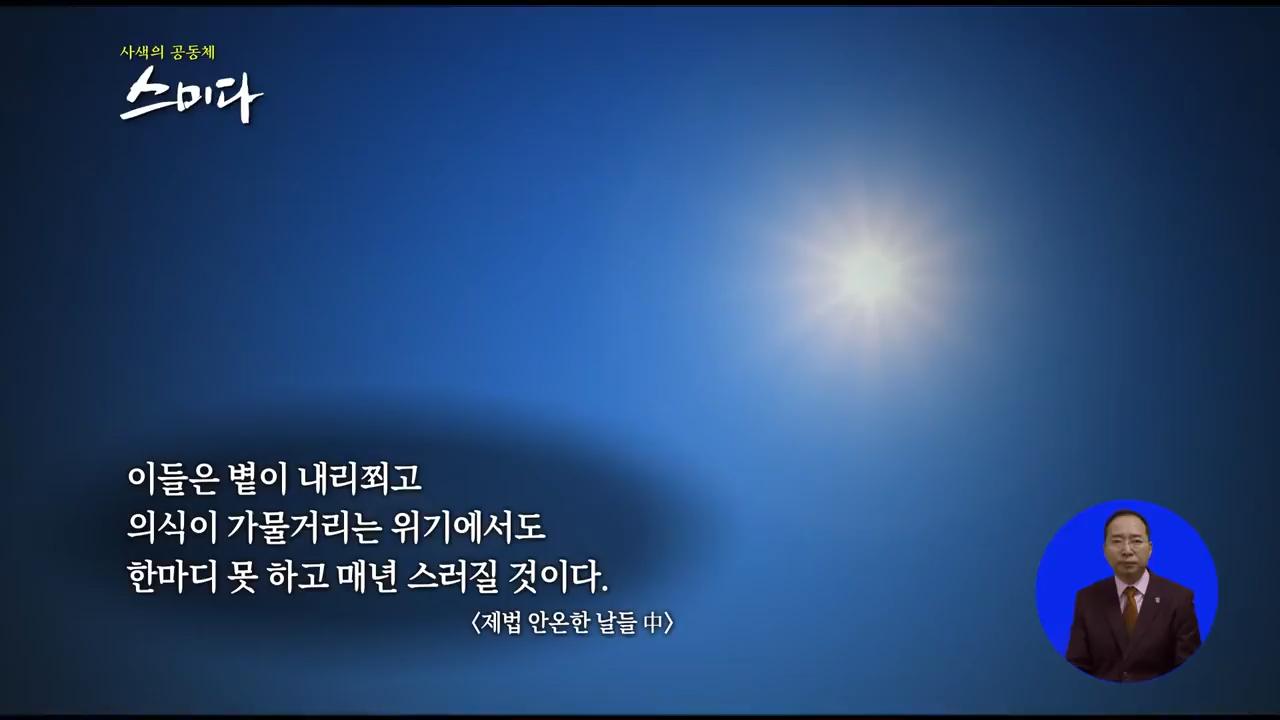 사색의 공동체
스미다
이들은 볕이 내리쬐고
의식이 가물거리는 위기에서도
한마디 못 하고 매년 스러질 것이다.
〈제법 안온한 날들 中〉